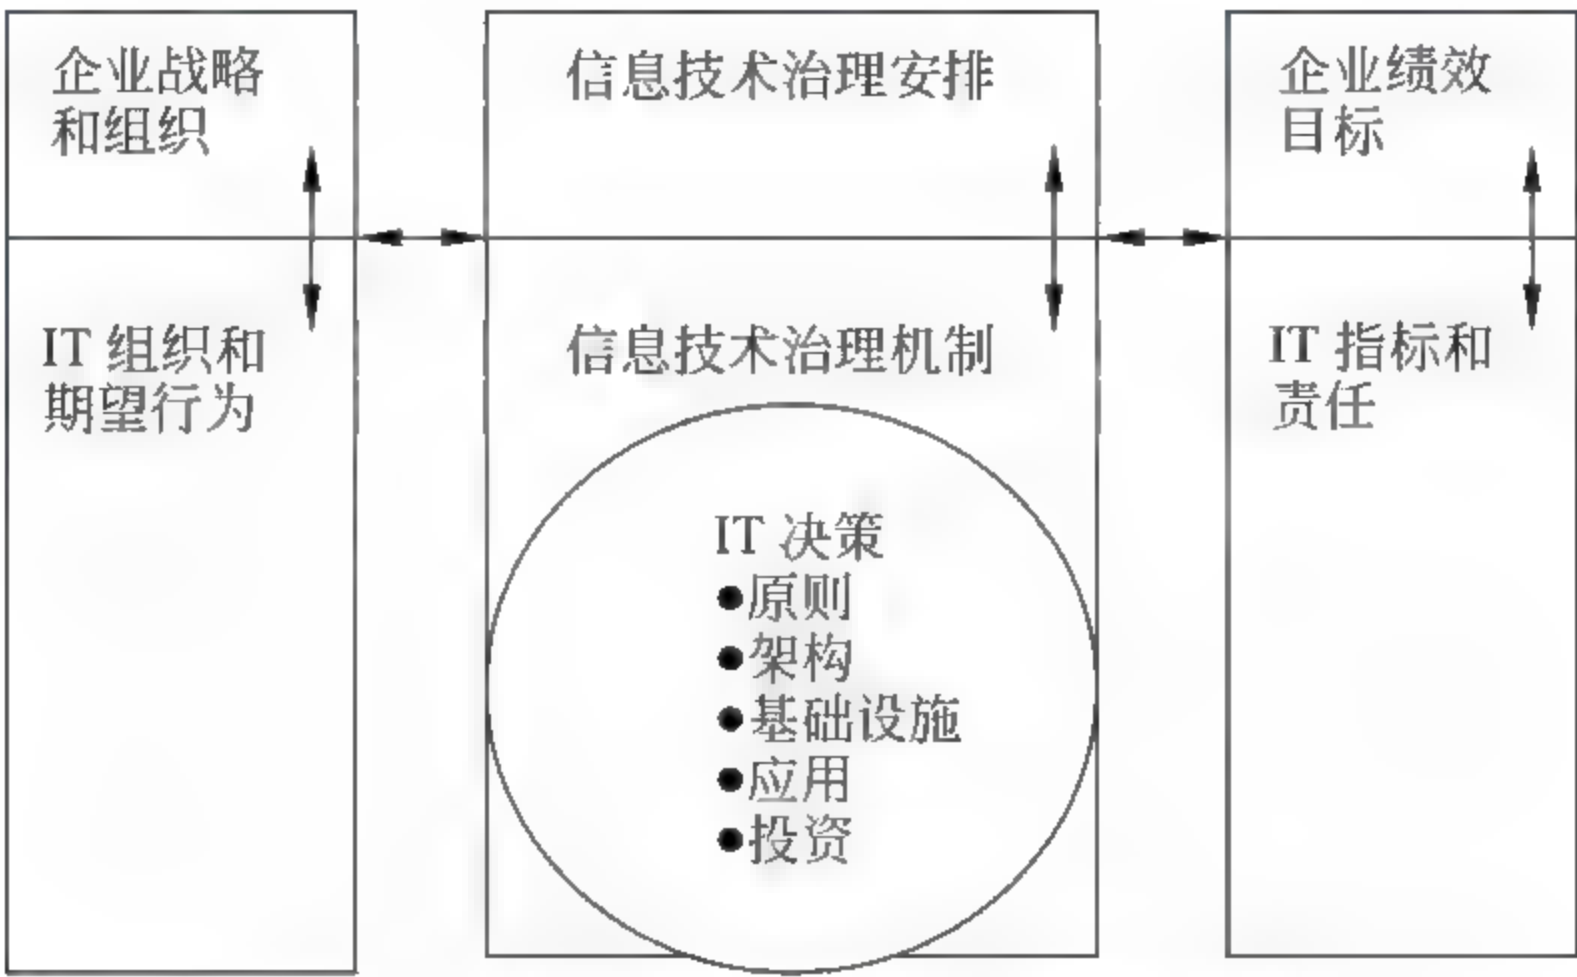 企业战略
和组织
信息技术治理安排
企业绩效
目标
IT 组织和
期望行为
信息技术治理机制
IT 指标和
责任
IT 决策
●原则
●架构
●基础设施
●应用
●投资